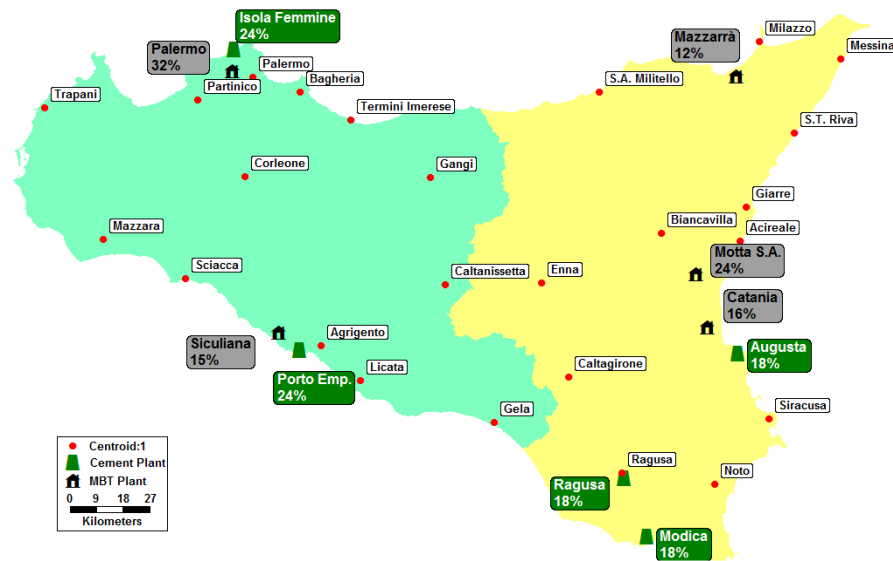 Isola Femmine
24%
Palermo
32%
Mazzarrà
12%
Milazzo
Messina
Palermo
Bagheria
Partinico
Trapani
S.A. Militello
Termini Imerese
S.T. Riva
Corleone
Gangi
Giarre
Mazzara
Biancavilla
Acireale
Motta S.A.
24%
Sciacca
Caltanissetta
Enna
Catania
16%
Siculiana
15%
Agrigento
Augusta
18%
Porto Emp.
24%
Licata
Caltagirone
Gela
Siracusa
Centroid:1
Cement Plant
MBT Plant
0 9 18 27
Kilometers
Ragusa
Ragusa
18%
Noto
Modica
18%